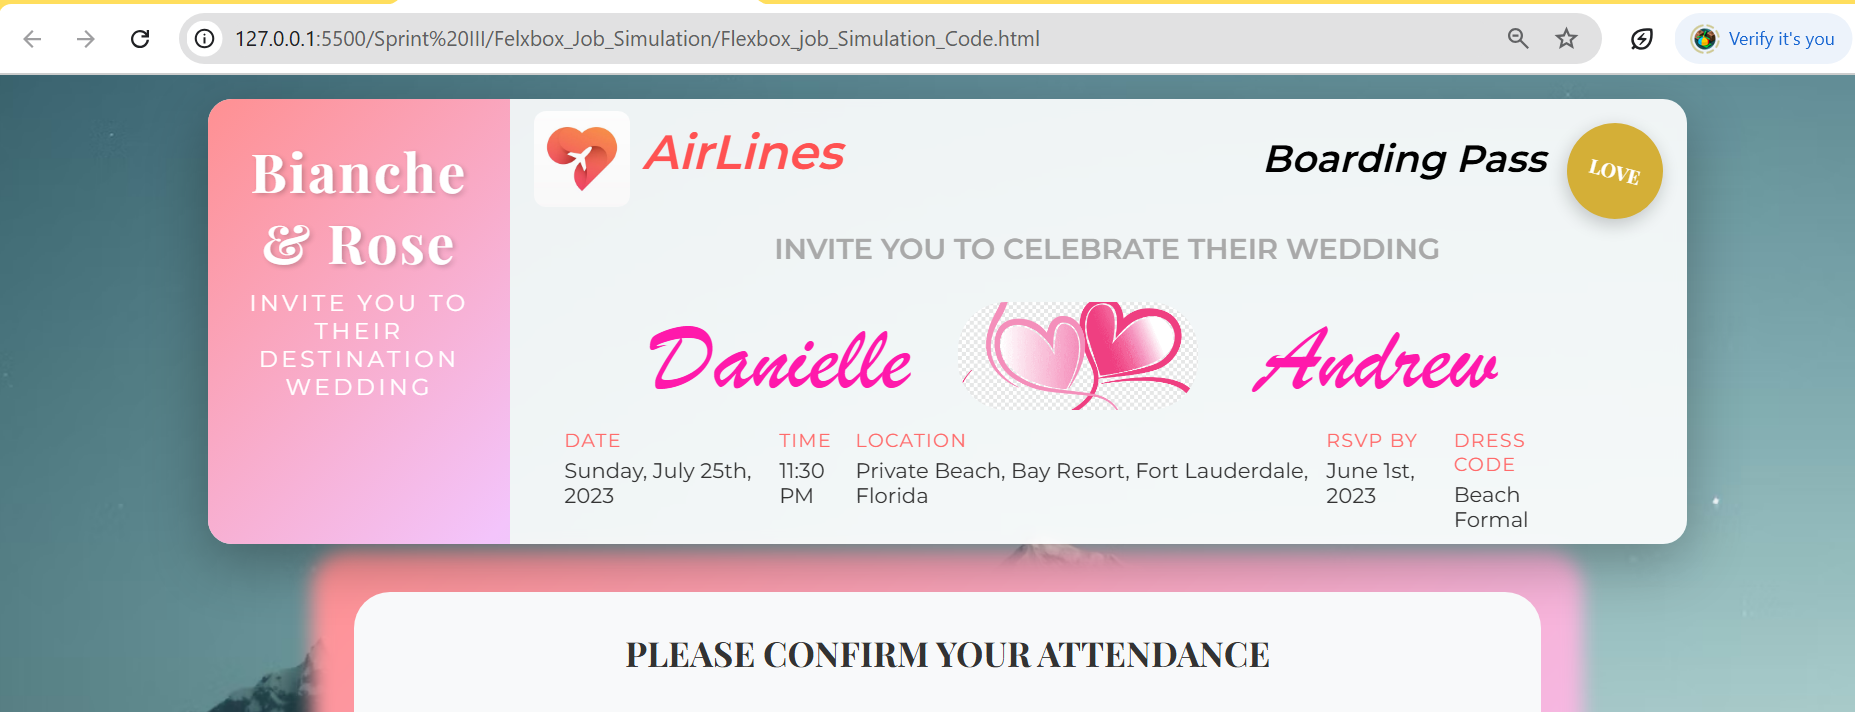 127.0.0.1:5500/Sprint%20III/Felxbox_Job_Simulation/Flexbox_job_Simulation_Code.html
Verify it's you
Bianche
& Rose
INVITE YOU TO
THEIR
DESTINATION
WEDDING
AirLines
Boarding Pass
LOVE
INVITE YOU TO CELEBRATE THEIR WEDDING
Danielle
Andrew
DATE
Sunday, July 25th,
2023
TIME
11:30
PM
LOCATION
Private Beach, Bay Resort, Fort Lauderdale,
Florida
RSVP BY
June 1st,
2023
DRESS
CODE
Beach
Formal
PLEASE CONFIRM YOUR ATTENDANCE